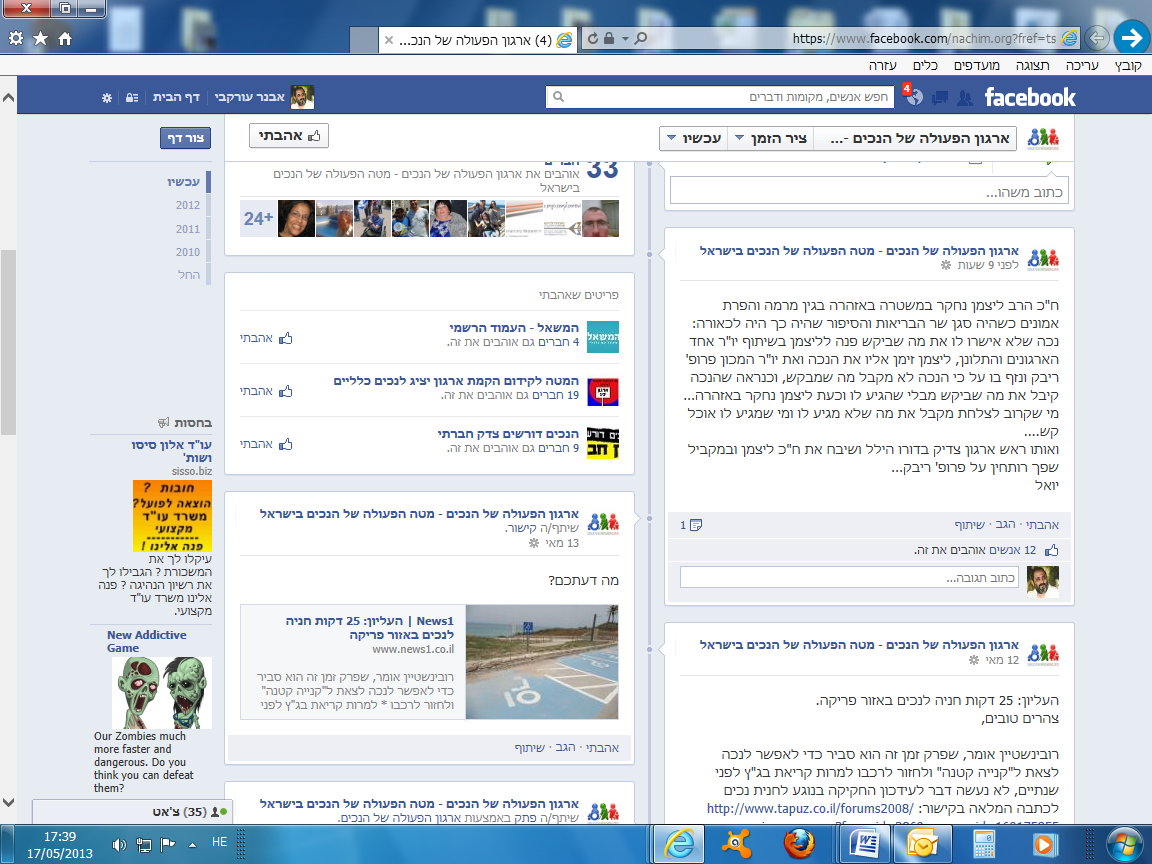 ארגון הפעולה של הנכ... (4)
https://www.facebook.com/nachim.org?fref=ts
קובץ עריכה תצוגה מועדפים כלים עזרה
facebook
4
חפש אנשים, מקומות ודברים
אבנר עורקבי
דף הבית
ארגון הפעולה של הנכים -...
ציר הזמן
עכשיו
אהבתי
צור דף
עכשיו
2012
2011
2010
החל
כתוב משהו...
ארגון הפעולה של הנכים - מטה הפעולה של הנכים בישראל
לפני 9 שעות
ח"כ הרב ליצמן נחקר במשטרה באזהרה בגין מרמה והפרת
אמונים כשהיה סגן שר הבריאות והסיפור שהיה כך היה לכאורה:
נכה שלא אישרו לו את מה שביקש פנה לליצמן בשיתוף יו"ר אחד
הארגונים והתלונן, ליצמן זימן אליו את הנכה ואת יו"ר המכון פרופ'
ריבק ונזף בו על כי הנכה לא מקבל מה שמבקש, וכנראה שהנכה
קיבל את מה שביקש מבלי שהגיע לו וכעת ליצמן נחקר באזהרה...
מי שקרוב לצלחת מקבל את מה שלא מגיע לו ומי שמגיע לו אוכל
קש....
ואותו ראש ארגון צדיק בדורו הילל ושיבח את ח"כ ליצמן ובמקביל
שפך רותחין על פרופ' ריבק...
יואל
אהבתי · הגב · שיתוף
1
12 אנשים אוהבים את זה.
כתוב תגובה...
ארגון הפעולה של הנכים - מטה הפעולה של הנכים בישראל
12 מאי
העליון: 25 דקות חניה לנכים באזור פריקה.
צהרים טובים,
רובינשטיין אומר, שפרק זמן זה הוא סביר כדי לאפשר לנכה
לצאת ל"קנייה קטנה" ולחזור לרכבו למרות קריאת בג"ץ לפני
שנתיים, לא נעשה דבר לעידכון החקיקה בנוגע לחנית נכים
לכתבה המלאה בקישור: http://www.tapuz.co.il/forums2008/
33
חברים
אוהבים את ארגון הפעולה של הנכים - מטה הפעולה של הנכים
בישראל
24+
פריטים שאהבתי
המשאל - העמוד הרשמי
4 חברים גם אוהבים את זה.
אהבתי
המטה לקידום הקמת ארגון יציג לנכים כלליים
19 חברים גם אוהבים את זה.
אהבתי
הנכים דורשים צדק חברתי
9 חברים גם אוהבים את זה.
אהבתי
ארגון הפעולה של הנכים - מטה הפעולה של הנכים בישראל
שיתף/ה קישור.
13 מאי
מה דעתכם?
News1 | העליון: 25 דקות חניה
לנכים באזור פריקה
www.news1.co.il
רובינשטיין אומר, שפרק זמן זה הוא סביר
כדי לאפשר לנכה לצאת ל"קנייה קטנה"
ולחזור לרכבו * למרות קריאת בג"ץ לפני
אהבתי · הגב · שיתוף
ארגון הפעולה של הנכים - מטה הפעולה של הנכים בישראל
שיתף/ה פתק באמצעות ארגון הפעולה של הנכים.
בחסות
עו"ד אלון סיסו
ושות'
sisso.biz
חובות ?
הוצאה לפועל?
משרד עו"ד
מקצועי
פנה אלינו !
עיקלו לך את
המשכורת ? הגבילו לך
את רשיון הנהיגה ? פנה
אלינו משרד עו"ד
מקצועי.
New Addictive
Game
Our Zombies much
more faster and
dangerous. Do you
think you can defeat
them?
צ'אט (35)
HE
17:39
17/05/2013